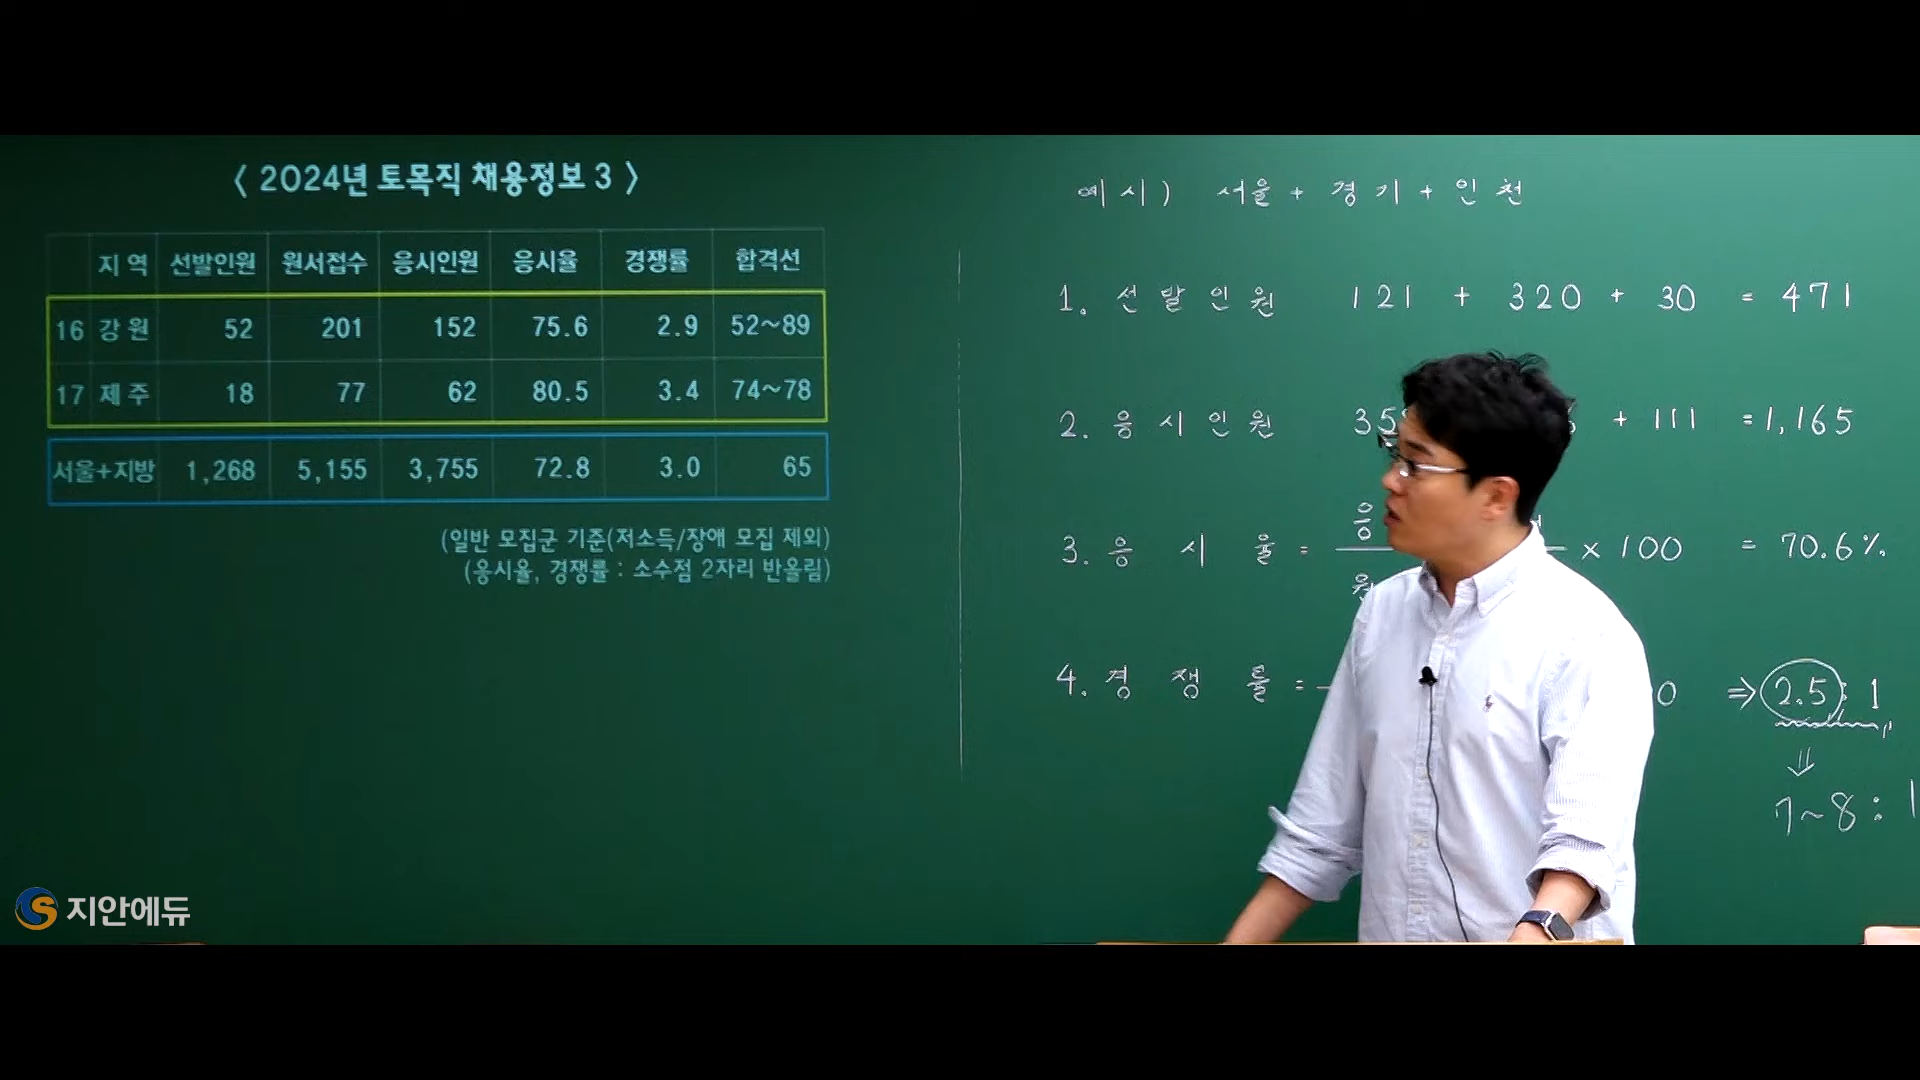 〈 2024년 토목직 채용정보 3 〉
지역 선발인원 원서접수 응시인원 응시율 경쟁률 합격선
16 강원 52 201 152 75.6 2.9 52~89
17 제주 18 77 62 80.5 3.4 74~78
서울+지방 1,268 5,155 3,755 72.8 3.0 65
(일반 모집군 기준(저소득/장애 모집 제외)
(응시율, 경쟁률 : 소수점 2자리 반올림)
예시) 서울 + 경기 + 인천
1. 선발인원 121 + 320 + 30 = 471
2. 응시인원 35 + 111 = 1,165
3. 응시율 = 응 × 100 = 70.6%
원
4. 경쟁률 = 0 ⇒ 2.5 : 1
⇓
7~8 : 1
지안에듀